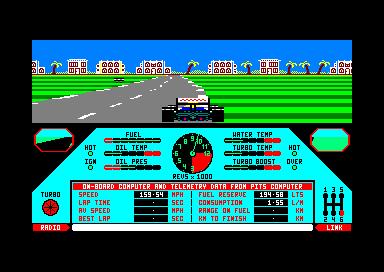 FUEL WATER TEMP
HOT OIL TEMP TURBO TEMP HOT
IGN OIL PRES TURBO BOOST OVER
REVS x 1000
ON-BOARD COMPUTER AND TELEMETRY DATA FROM PITS COMPUTER
SPEED 159·54 MPH FUEL RESERVE 194·58 LTS
LAP TIME · SEC CONSUMPTION 1·55 L/M
AV SPEED · MPH RANGE ON FUEL · KM
BEST LAP · SEC KM TO FINISH · KM
TURBO
1 3 5
2 4 6
RADIO LINK